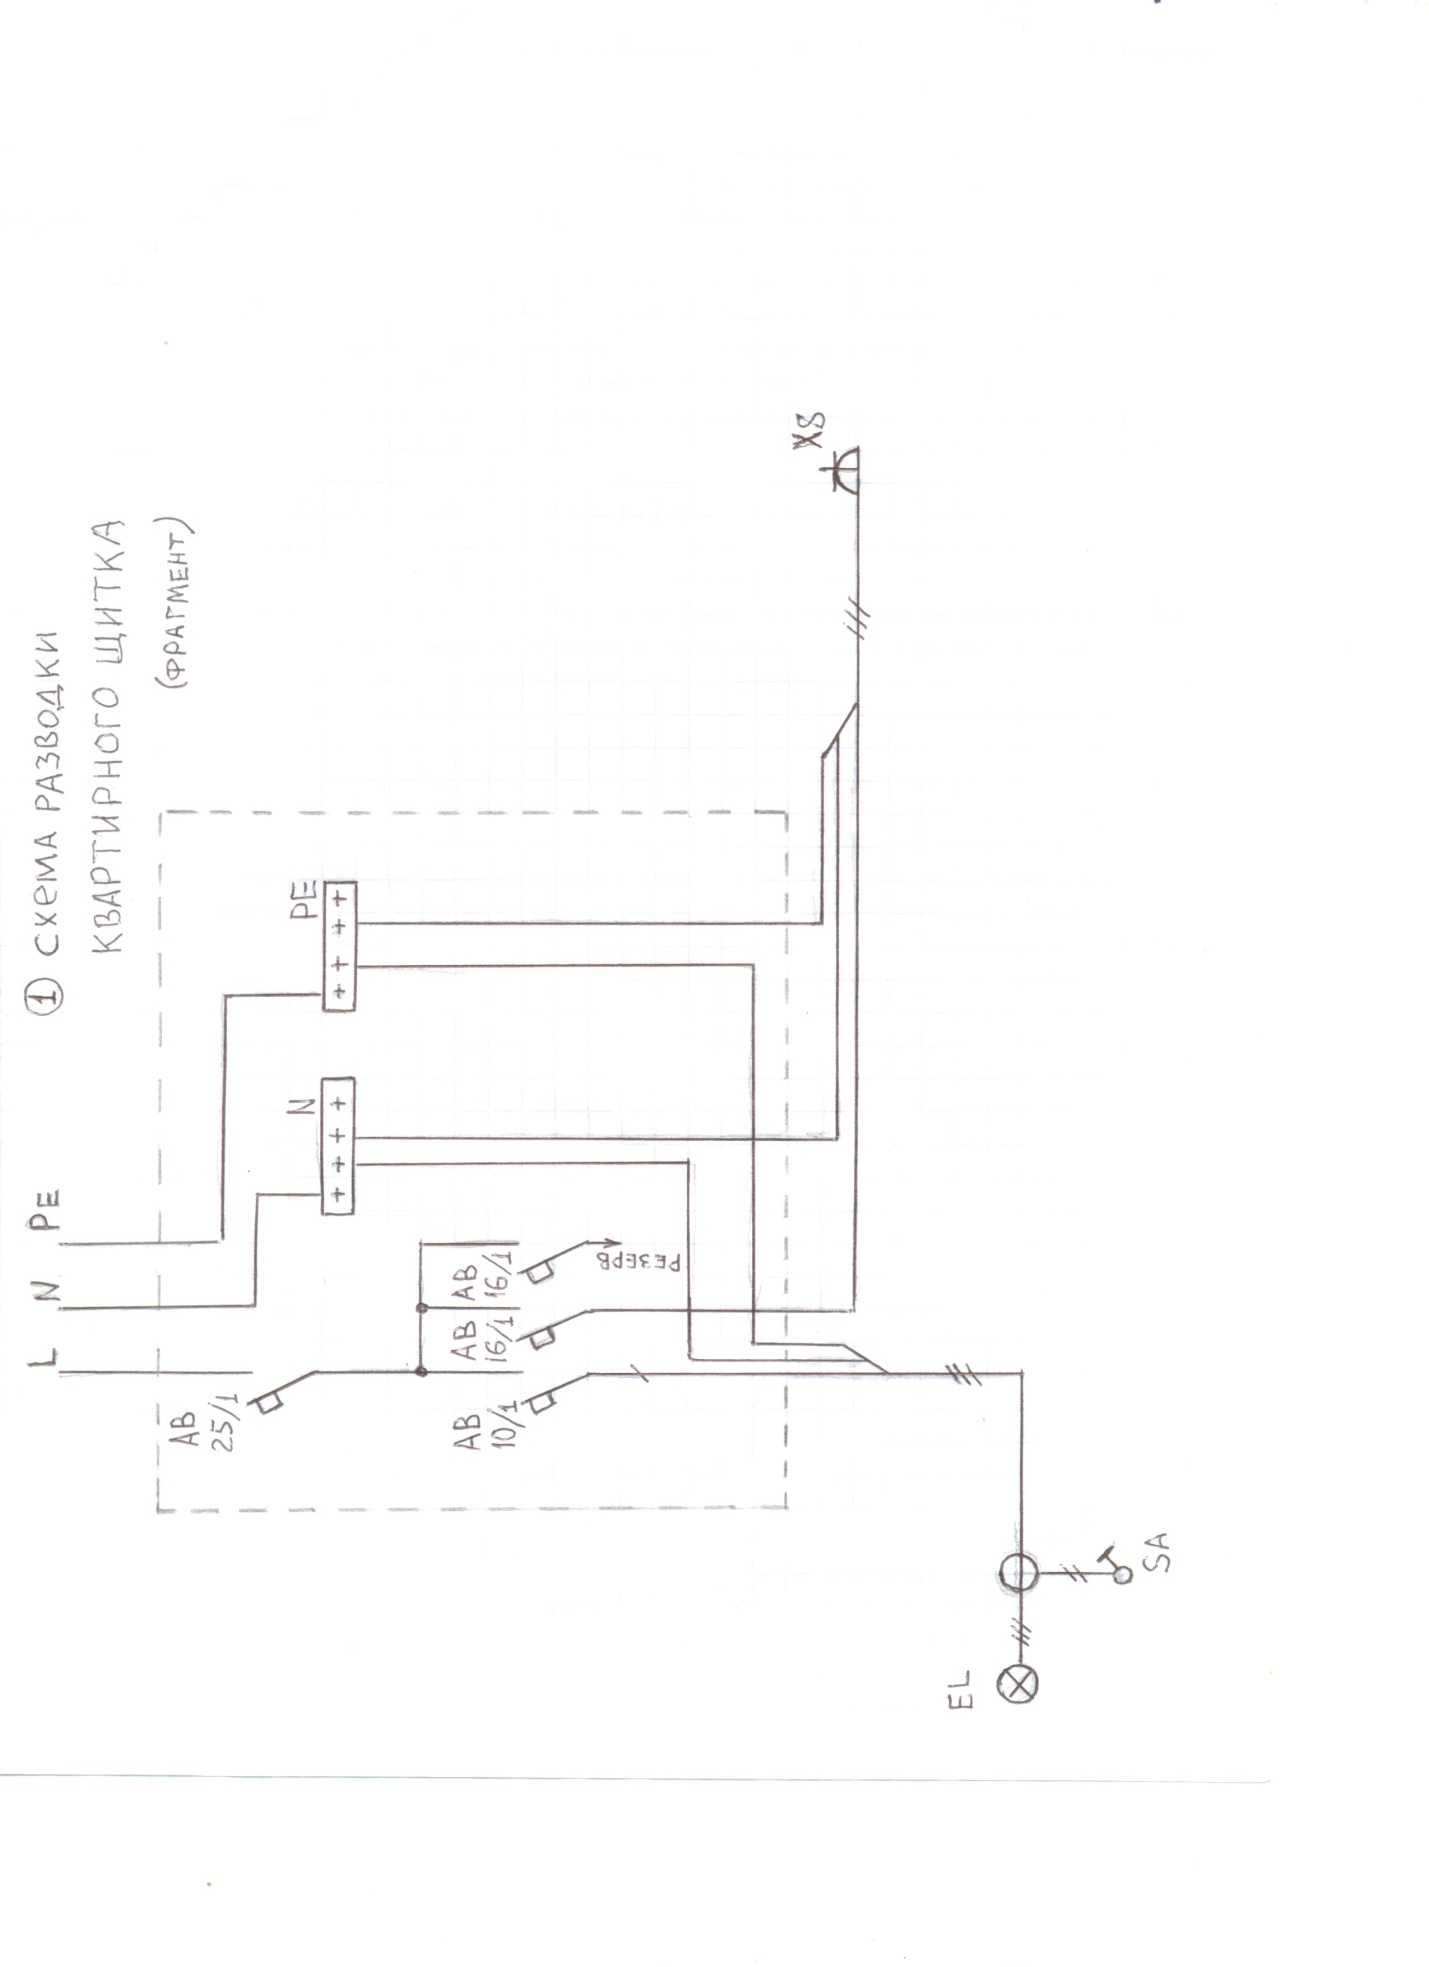 ① СХЕМА РАЗВОДКИ
КВАРТИРНОГО ЩИТКА
(ФРАГМЕНТ)
L N PE
АВ
25/1
N
PE
+ + + +
+ + + +
АВ
10/1
АВ
16/1
АВ
16/1
РЕЗЕРВ
XS
EL
SA